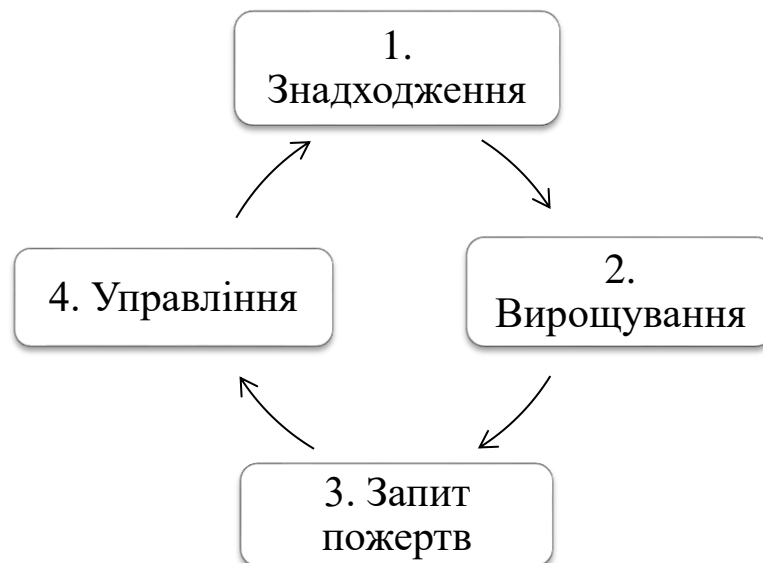 1.
Знадходження
2.
Вирощування
3. Запит
пожертв
4. Управління